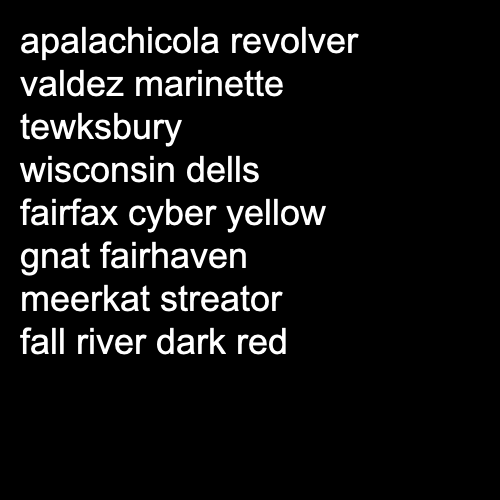 apalachicola revolver
valdez marinette
tewksbury
wisconsin dells
fairfax cyber yellow
gnat fairhaven
meerkat streator
fall river dark red